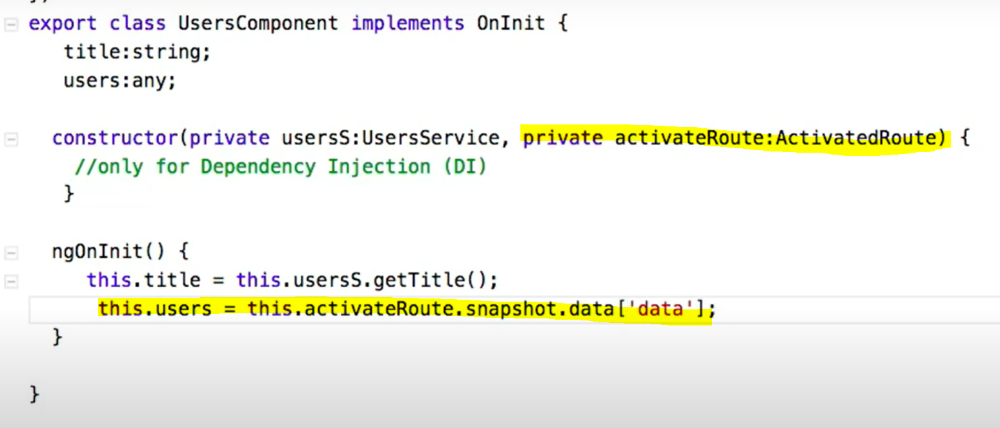 export class UsersComponent implements OnInit {
title:string;
users:any;
constructor(private usersS:UsersService, private activateRoute:ActivatedRoute) {
//only for Dependency Injection (DI)
}
ngOnInit() {
this.title = this.usersS.getTitle();
this.users = this.activateRoute.snapshot.data['data'];
}
}